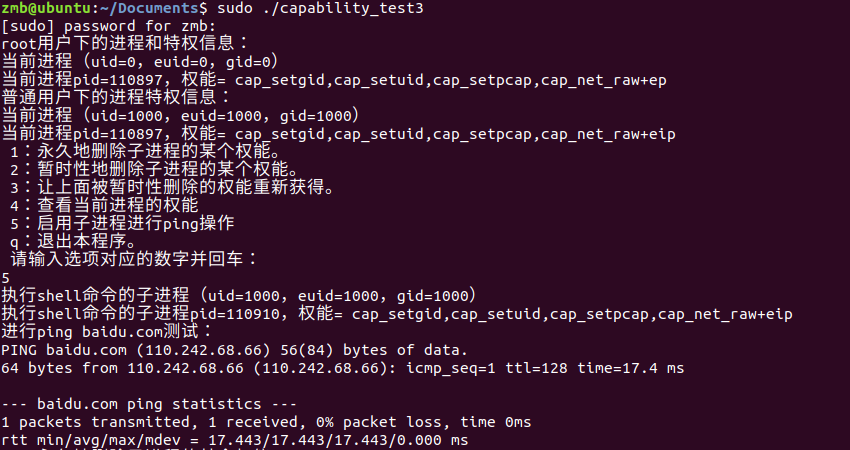 zmb@ubuntu:~/Documents$ sudo ./capability_test3
[sudo] password for zmb:
root用户下的进程和特权信息：
当前进程（uid=0，euid=0，gid=0）
当前进程pid=110897，权能= cap_setgid,cap_setuid,cap_setpcap,cap_net_raw+ep
普通用户下的进程特权信息：
当前进程（uid=1000，euid=1000，gid=1000）
当前进程pid=110897，权能= cap_setgid,cap_setuid,cap_setpcap,cap_net_raw+eip
1：永久地删除子进程的某个权能。
2：暂时性地删除子进程的某个权能。
3：让上面被暂时性删除的权能重新获得。
4：查看当前进程的权能
5：启用子进程进行ping操作
q：退出本程序。
请输入选项对应的数字并回车：
5
执行shell命令的子进程（uid=1000，euid=1000，gid=1000）
执行shell命令的子进程pid=110910，权能= cap_setgid,cap_setuid,cap_setpcap,cap_net_raw+eip
进行ping baidu.com测试：
PING baidu.com (110.242.68.66) 56(84) bytes of data.
64 bytes from 110.242.68.66 (110.242.68.66): icmp_seq=1 ttl=128 time=17.4 ms
--- baidu.com ping statistics ---
1 packets transmitted, 1 received, 0% packet loss, time 0ms
rtt min/avg/max/mdev = 17.443/17.443/17.443/0.000 ms